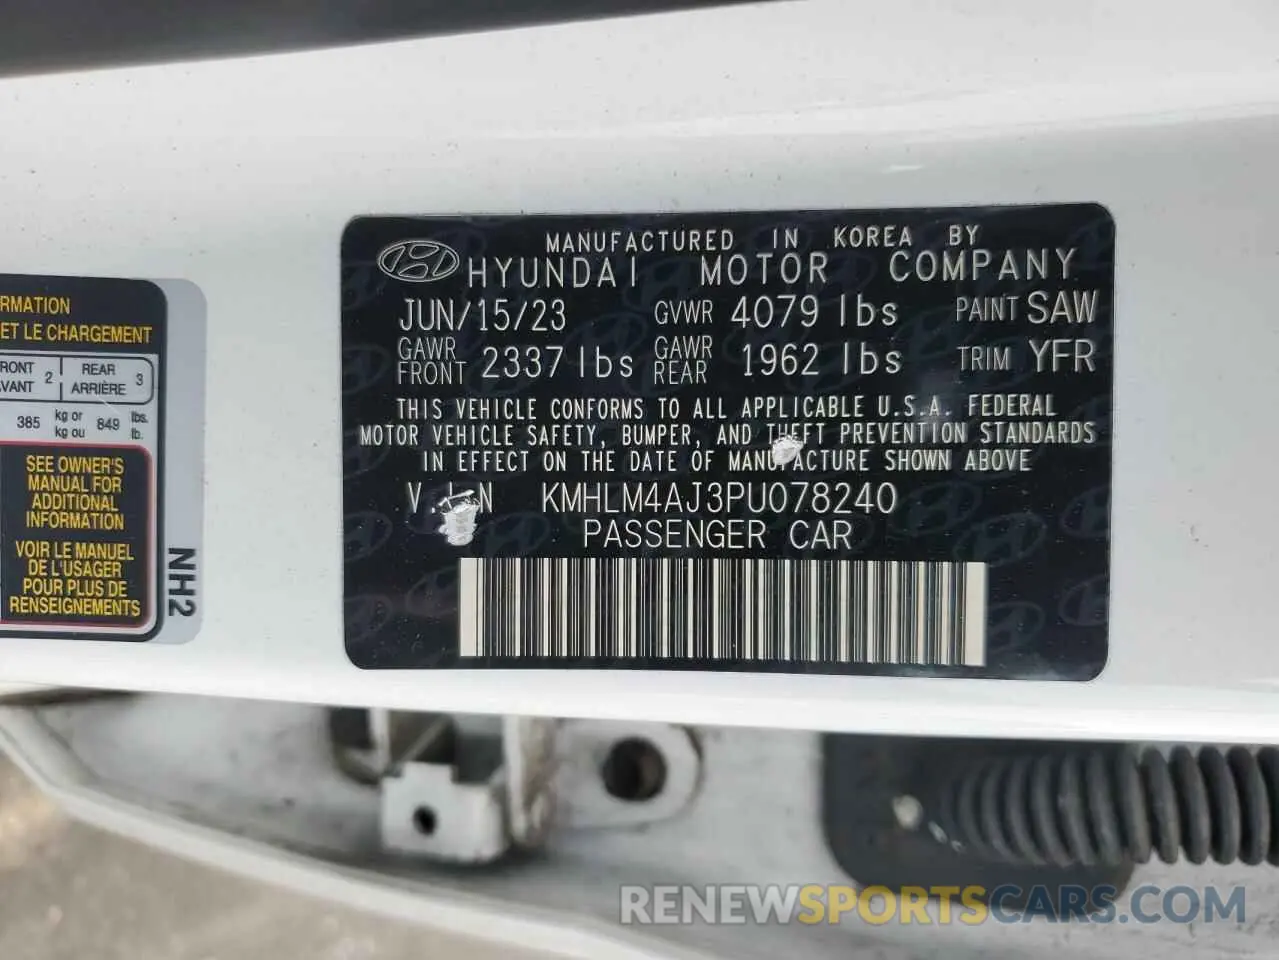 MANUFACTURED IN KOREA BY
HYUNDAI MOTOR COMPANY
JUN/15/23 GVWR 4079 lbs PAINT SAW
GAWR FRONT 2337 lbs GAWR REAR 1962 lbs TRIM YFR
THIS VEHICLE CONFORMS TO ALL APPLICABLE U.S.A. FEDERAL
MOTOR VEHICLE SAFETY, BUMPER, AND THEFT PREVENTION STANDARDS
IN EFFECT ON THE DATE OF MANUFACTURE SHOWN ABOVE
V.I.N KMHLM4AJ3PU078240
PASSENGER CAR
RMATION
ET LE CHARGEMENT
RONT 2 REAR 3
VANT ARRIÈRE
385 kg or 849 lbs.
kg ou lb.
SEE OWNER'S
MANUAL FOR
ADDITIONAL
INFORMATION
VOIR LE MANUEL
DE L'USAGER
POUR PLUS DE
RENSEIGNEMENTS
NH2
RENEWSPORTSCARS.COM